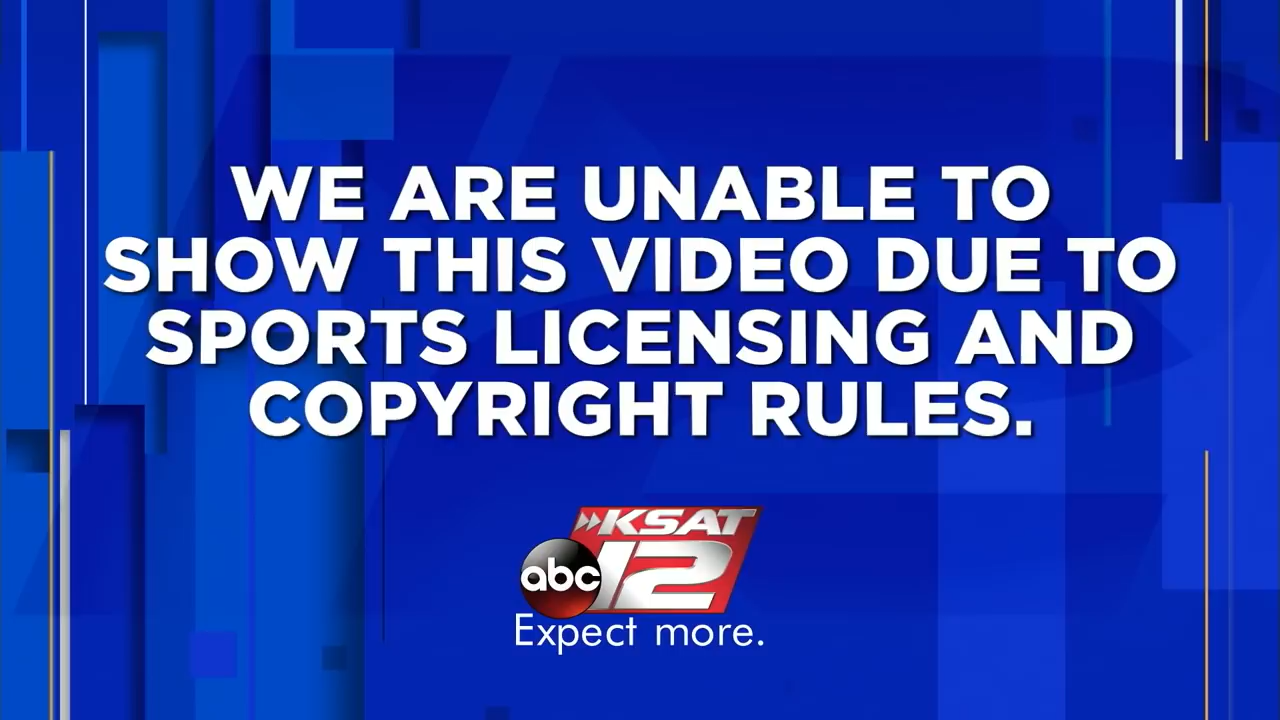 WE ARE UNABLE TO
SHOW THIS VIDEO DUE TO
SPORTS LICENSING AND
COPYRIGHT RULES.
KSAT
abc 12
Expect more.